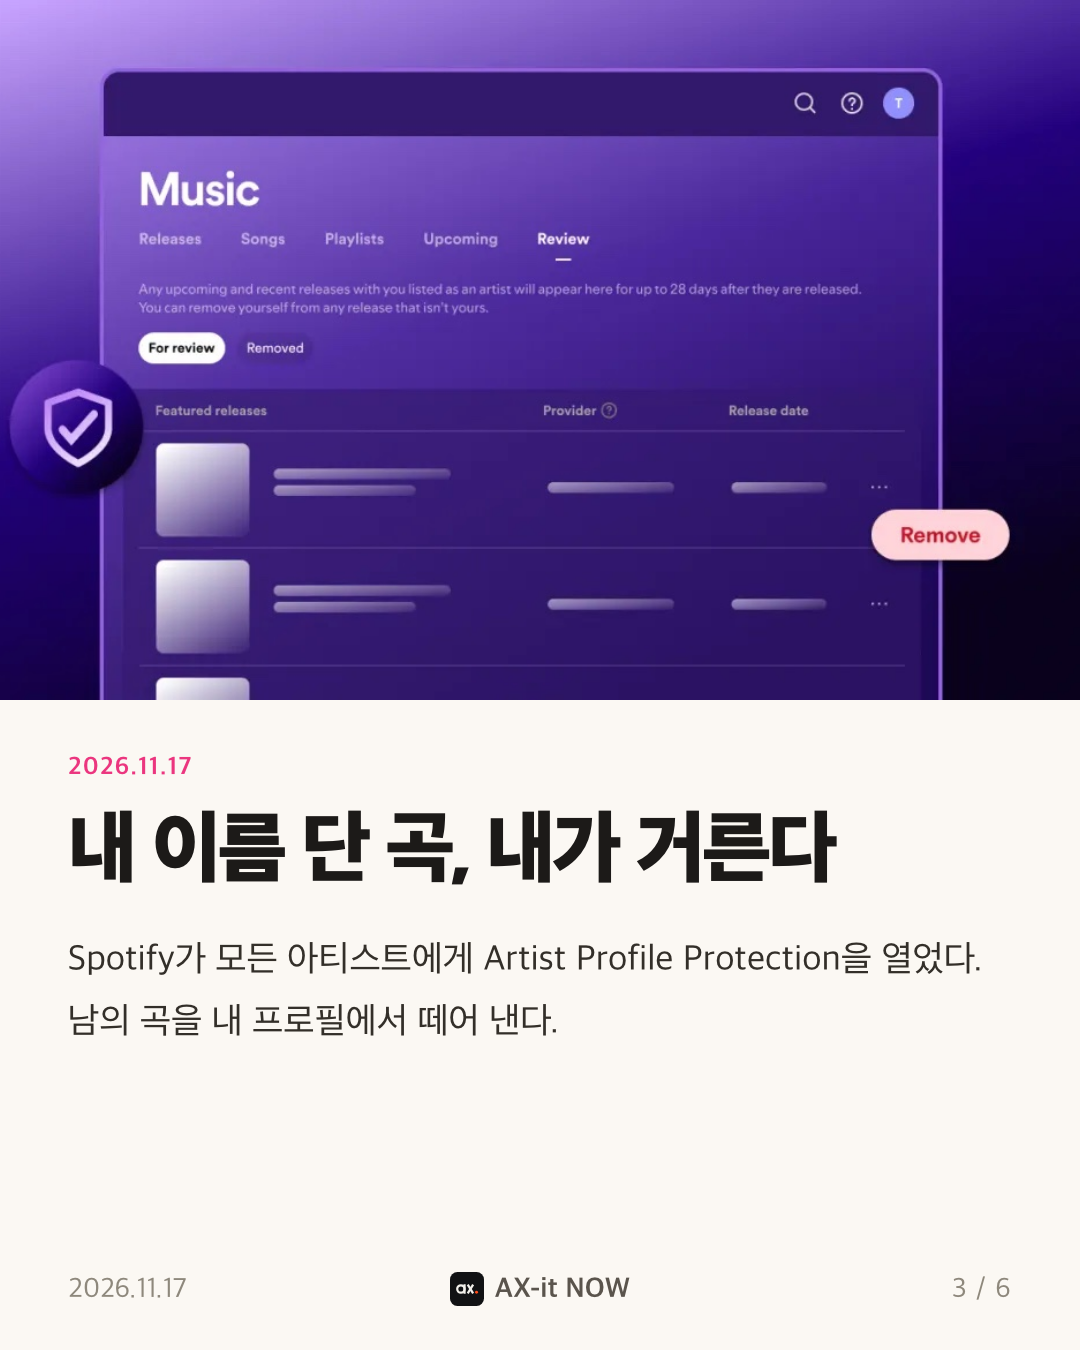 T
Music
Releases Songs Playlists Upcoming Review
Any upcoming and recent releases with you listed as an artist will appear here for up to 28 days after they are released.
You can remove yourself from any release that isn't yours.
For review Removed
Featured releases Provider ? Release date
Remove
2026.11.17
내 이름 단 곡, 내가 거른다
Spotify가 모든 아티스트에게 Artist Profile Protection을 열었다.
남의 곡을 내 프로필에서 떼어 낸다.
2026.11.17 ax. AX-it NOW 3 / 6